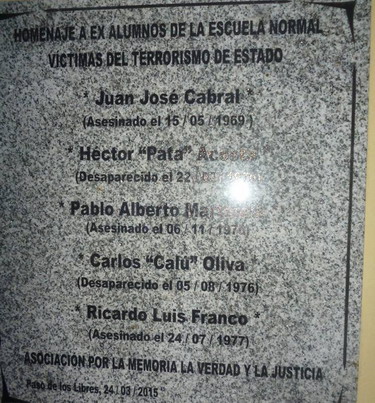 HOMENAJE A EX ALUMNOS DE LA ESCUELA NORMAL
VICTIMAS DEL TERRORISMO DE ESTADO
* Juan José Cabral *
(Asesinado el 15 / 05 / 1969 )
* Héctor "Pata"
(Desaparecido el 22 /
* Pablo Alberto
(Asesinado el 06 / 11 / 1974)
* Carlos "Calú" Oliva *
(Desaparecido el 05 / 08 / 1976)
* Ricardo Luis Franco *
(Asesinado el 24 / 07 / 1977)
ASOCIACIÓN POR LA MEMORIA LA VERDAD Y LA JUSTICIA
Paso de los Libres, 24 / 03 / 2015